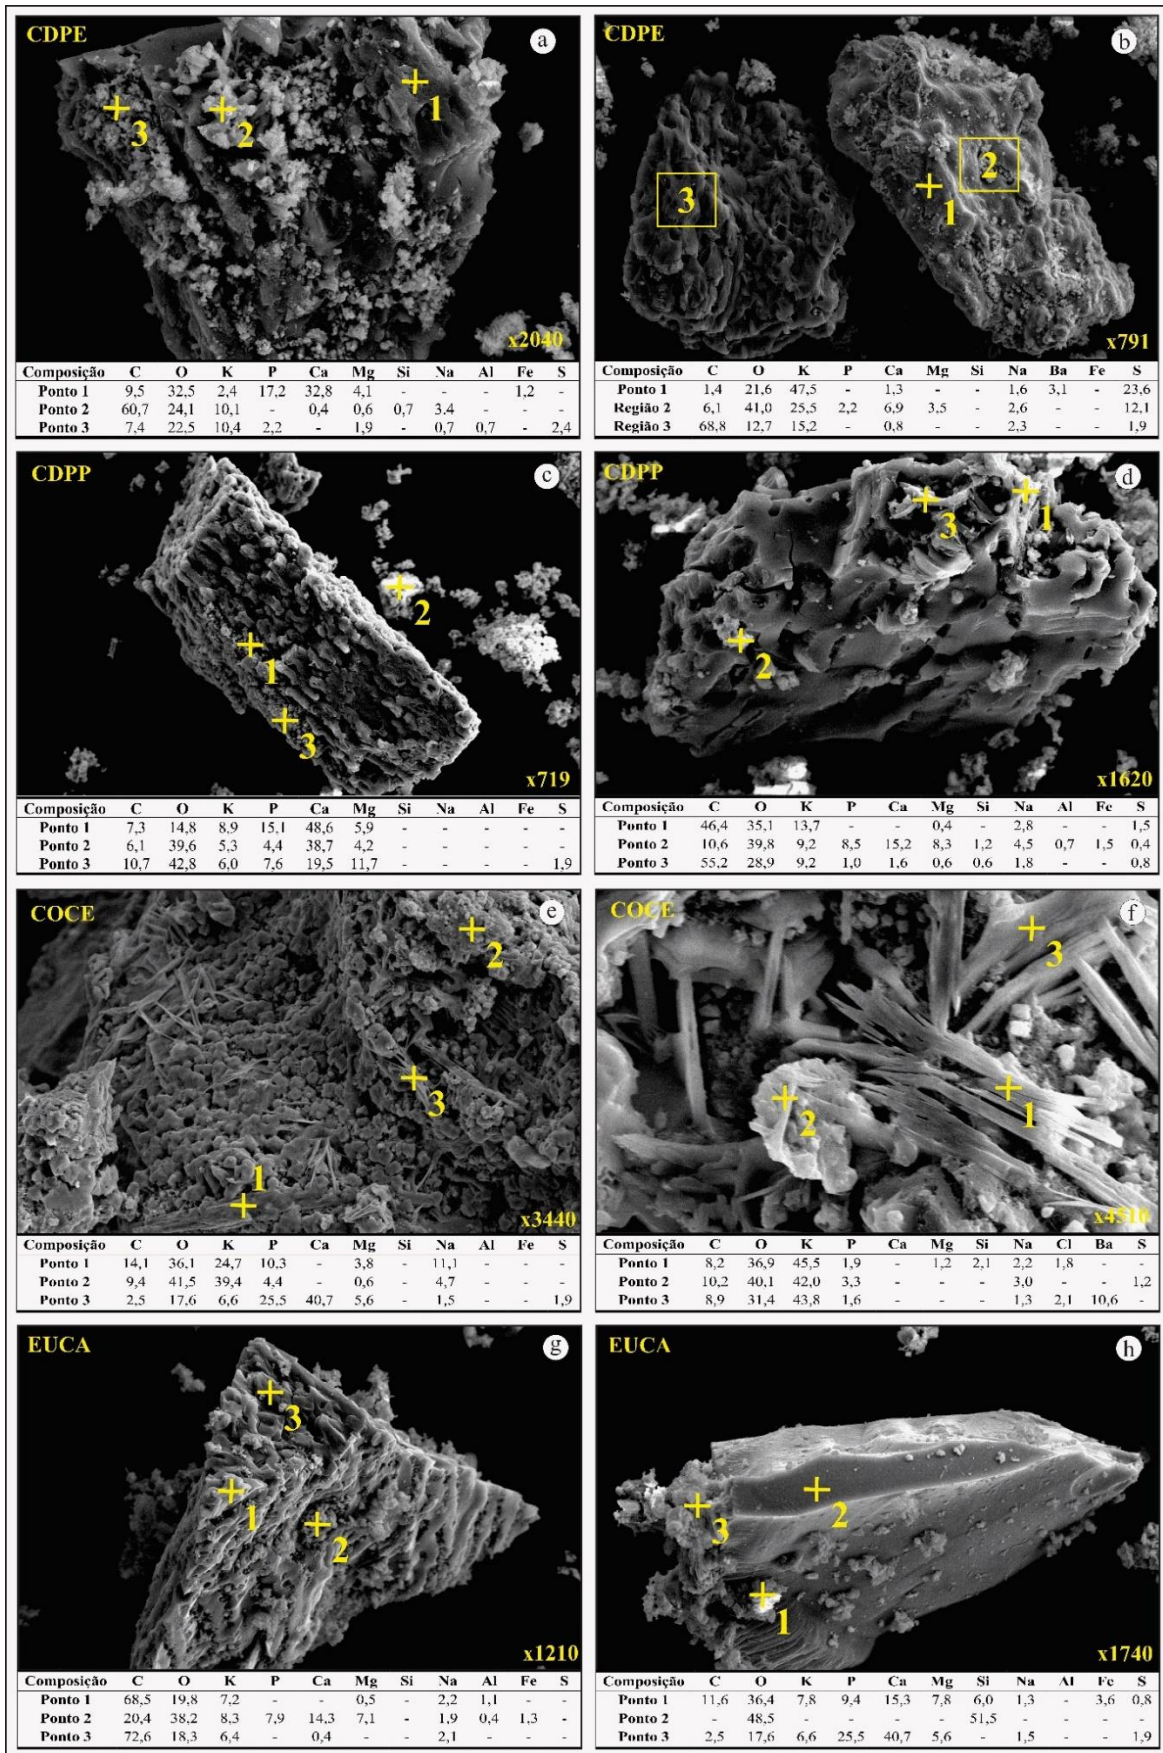 CDPE a
1
2
3
x2040
Composição C O K P Ca Mg Si Na Al Fe S
Ponto 1 9,5 32,5 2,4 17,2 32,8 4,1 1,2
Ponto 2 60,7 24,1 10,1 - 0,4 0,6 0,7 3,4 - - -
Ponto 3 7,4 22,5 10,4 2,2 - 1,9 0,7 0,7 - 2,4
CDPE b
2
3
1
x791
Composição C O K P Ca Mg Si Na Ba Fe S
Ponto 1 1,4 21,6 47,5 - 1,3 - - 1,6 3,1 23,6
Região 2 6,1 41,0 25,5 2,2 6,9 3,5 - 2,6 - - 12,1
Região 3 68,8 12,7 15,2 - 0,8 - - 2,3 - - 1,9
CDPP c
2
1
3
x719
Composição C O K P Ca Mg Si Na Al Fe S
Ponto 1 7,3 14,8 8,9 15,1 48,6 5,9 - - - - -
Ponto 2 6,1 39,6 5,3 4,4 38,7 4,2 - - - - -
Ponto 3 10,7 42,8 6,0 7,6 19,5 11,7 - - - - 1,9
CDPP d
3
1
2
x1620
Composição C O K P Ca Mg Si Na Al Fe S
Ponto 1 46,4 35,1 13,7 - - 0,4 - 2,8 - - 1,5
Ponto 2 10,6 39,8 9,2 8,5 15,2 8,3 1,2 4,5 0,7 1,5 0,4
Ponto 3 55,2 28,9 9,2 1,0 1,6 0,6 0,6 1,8 - - 0,8
COCE e
2
3
1
x3440
Composição C O K P Ca Mg Si Na Al Fe S
Ponto 1 14,1 36,1 24,7 10,3 3,8 - 11,1 - - -
Ponto 2 9,4 41,5 39,4 4,4 - 0,6 - 4,7 - - -
Ponto 3 2,5 17,6 6,6 25,5 40,7 5,6 - 1,5 - - 1,9
COCE f
3
1
2
x4510
Composição C O K P Ca Mg Si Na Cl Ba S
Ponto 1 8,2 36,9 45,5 1,9 1,2 2,1 2,2 1,8 - -
Ponto 2 10,2 40,1 42,0 3,3 - - - 3,0 - - 1,2
Ponto 3 8,9 31,4 43,8 1,6 - - - 1,3 2,1 10,6 -
EUCA g
3
1
2
x1210
Composição C O K P Ca Mg Si Na Al Fe S
Ponto 1 68,5 19,8 7,2 - - 0,5 - 2,2 1,1 - -
Ponto 2 20,4 38,2 8,3 7,9 14,3 7,1 - 1,9 0,4 1,3 -
Ponto 3 72,6 18,3 6,4 - 0,4 - 2,1 - - -
EUCA h
2
3
1
x1740
Composição C O K P Ca Mg Si Na Al Fe S
Ponto 1 11,6 36,4 7,8 9,4 15,3 7,8 6,0 1,3 - 3,6 0,8
Ponto 2 - 48,5 - - - - 51,5 - - - -
Ponto 3 2,5 17,6 6,6 25,5 40,7 5,6 - 1,5 - - 1,9